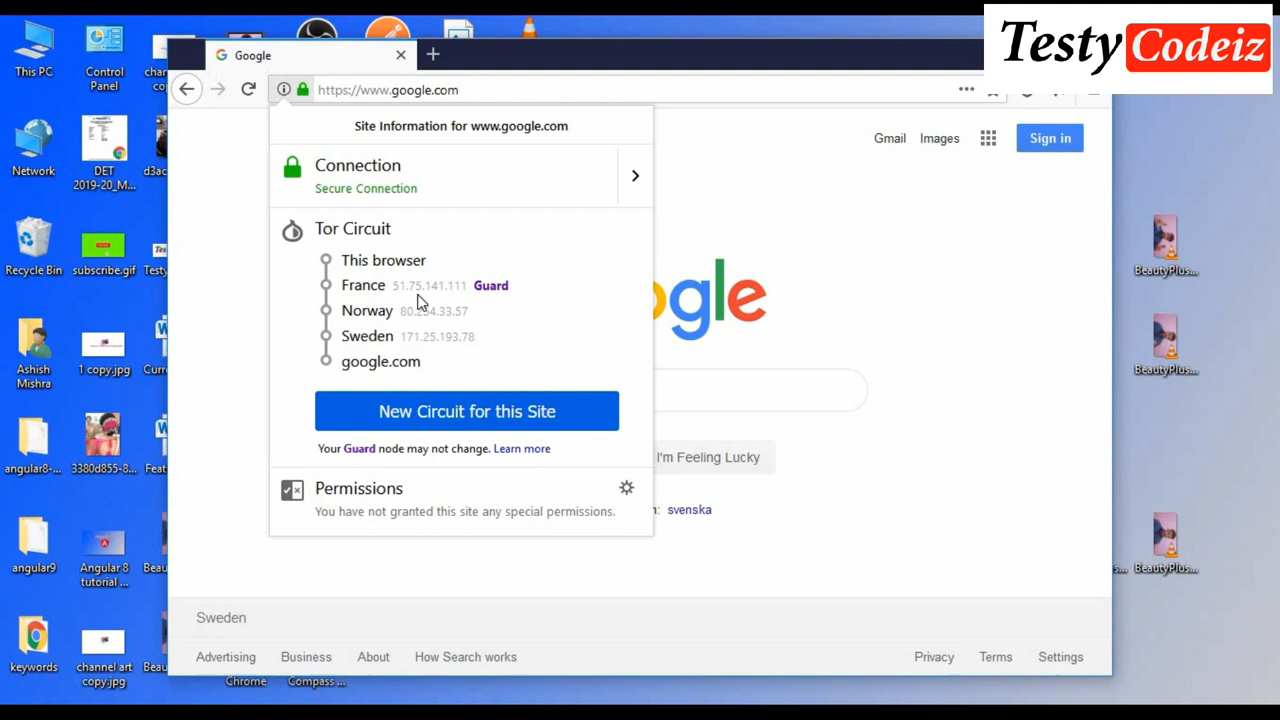 Testy Codeiz
Google
https://www.google.com
Site Information for www.google.com
Connection
Secure Connection
Tor Circuit
This browser
France 51.75.141.111 Guard
Norway
Sweden 171.25.193.78
google.com
New Circuit for this Site
Your Guard node may not change. Learn more
Permissions
You have not granted this site any special permissions.
Gmail Images
Sign in
ogle
I'm Feeling Lucky
svenska
Sweden
Advertising Business About How Search works
Privacy Terms Settings
This PC
Control
Panel
Network
DET
2019-20_M...
Recycle Bin
subscribe.gif
Ashish
Mishra
1 copy.jpg
angular8-...
3380d855-8...
angular9
Angular 8
tutorial ...
keywords
channel art
copy.jpg
Chrome
Compass ...
BeautyPlus...
BeautyPlus...
BeautyPlus...